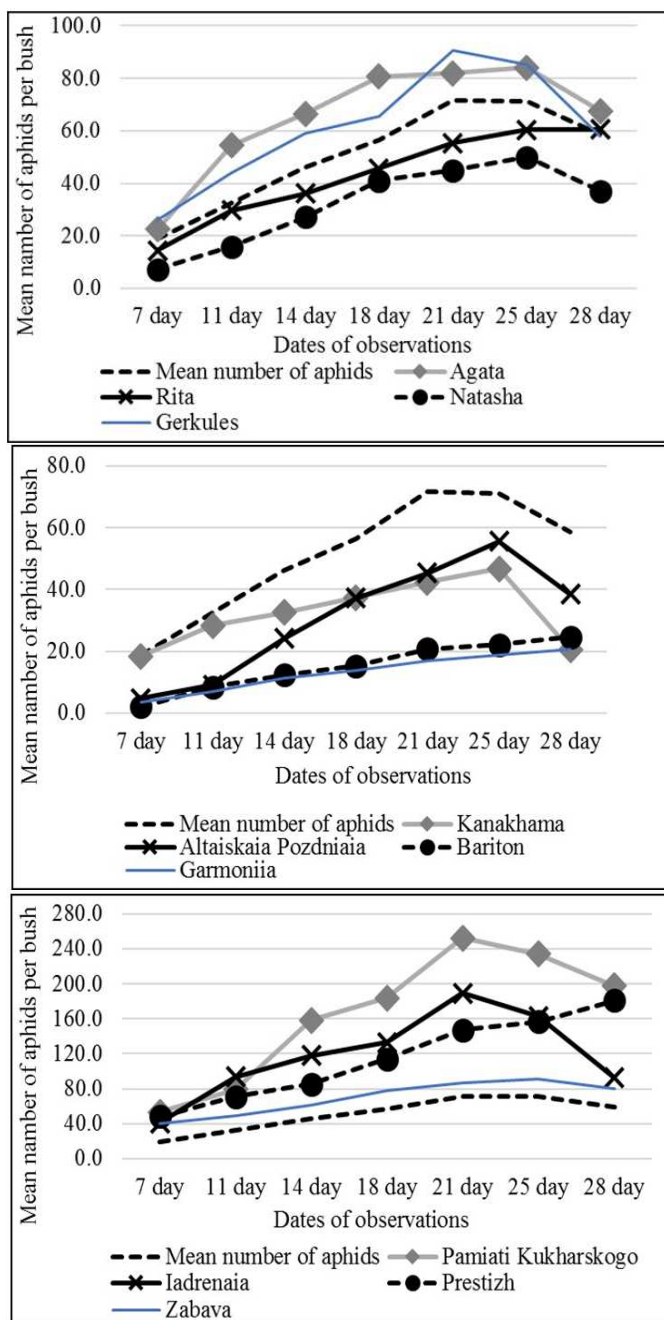 Mean namber of aphids per bush
100.0
80.0
60.0
40.0
20.0
0.0
7 day 11 day 14 day 18 day 21 day 25 day 28 day
Dates of observations
Mean number of aphids Agata
Rita Natasha
Gerkules
Mean number of aphids per bush
80.0
60.0
40.0
20.0
0.0
7 day 11 day 14 day 18 day 21 day 25 day 28 day
Dates of observations
Mean number of aphids Kanakhama
Altaiskaia Pozdniaia Bariton
Garmoniia
Mean number of aphids per bush
280.0
240.0
200.0
160.0
120.0
80.0
40.0
0.0
7 day 11 day 14 day 18 day 21 day 25 day 28 day
Dates of observations
Mean number of aphids Pamiati Kukharskogo
Iadrenaia Prestizh
Zabava